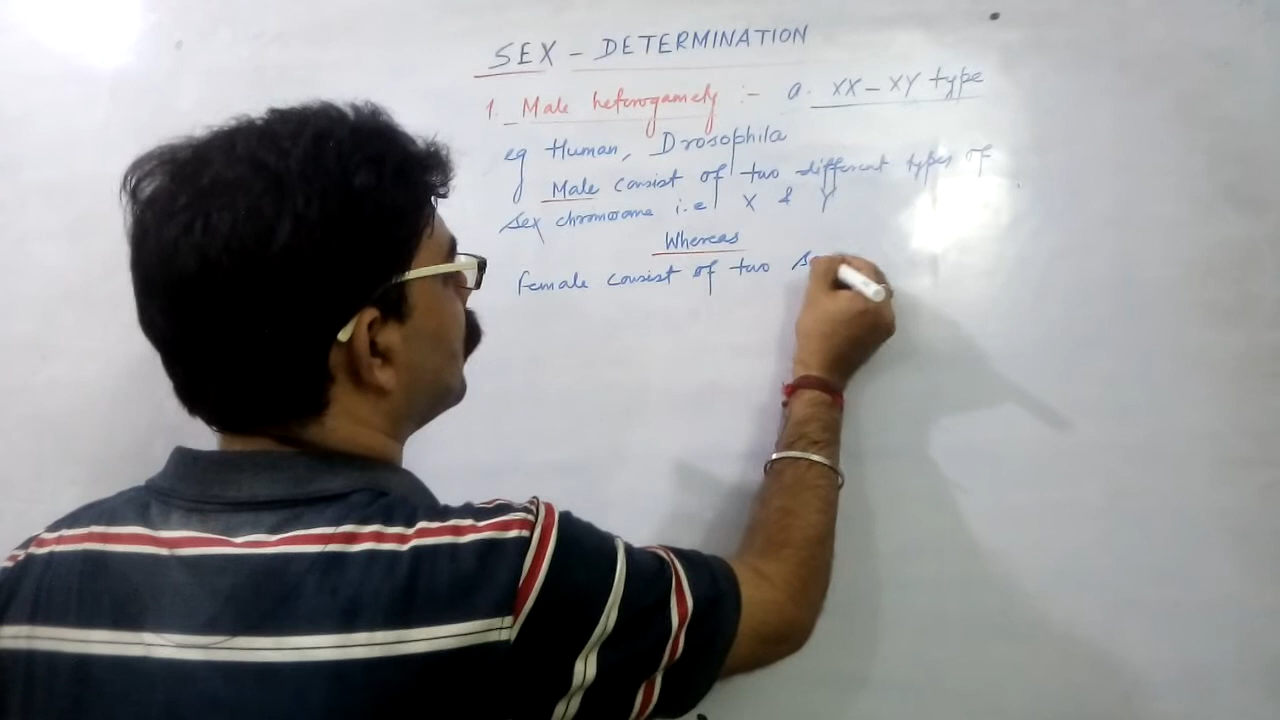 SEX - DETERMINATION
1. Male heterogamety :- a. XX - XY type
eg Human, Drosophila
Male consist of two different types of
sex chromosome i.e X & Y
Whereas
female consist of two